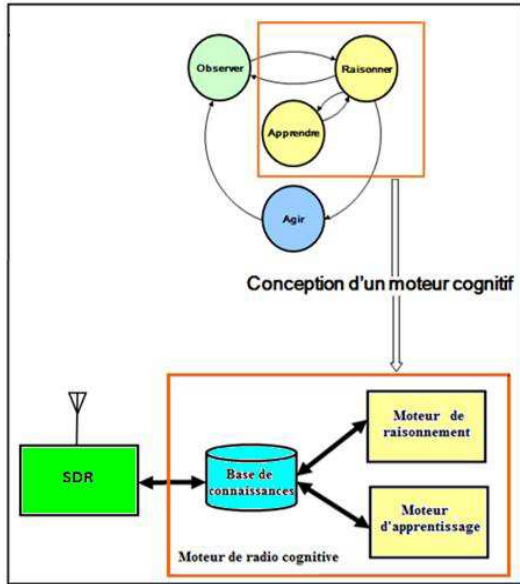 Observer
Raisonner
Apprendre
Agir
Conception d'un moteur cognitif
SDR
Base de
connaissances
Moteur de
raisonnement
Moteur
d'apprentissage
Moteur de radio cognitive